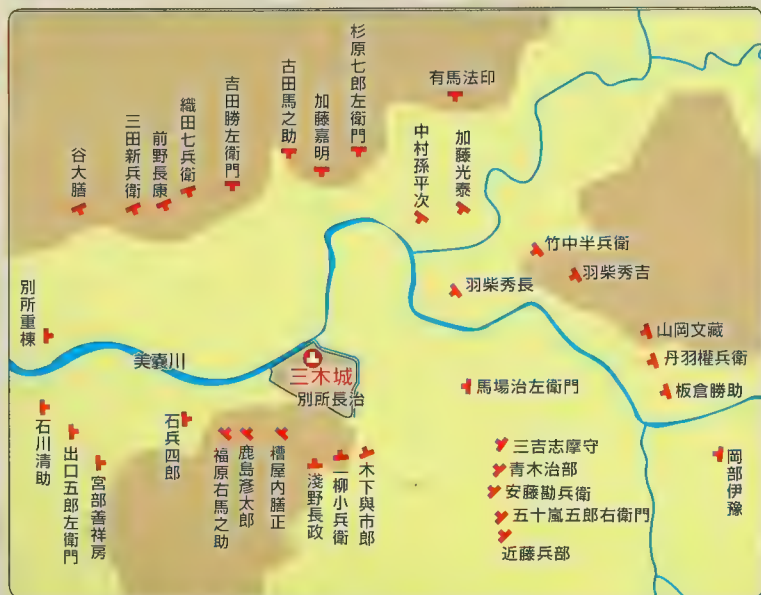 谷大膳
三田新兵衛
前野長康
織田七兵衛
吉田勝左衛門
古田馬之助
加藤嘉明
杉原七郎左衛門
有馬法印
中村孫平次
加藤光泰
竹中半兵衛
羽柴秀吉
羽柴秀長
山岡文藏
丹羽權兵衛
板倉勝助
別所重棟
美嚢川
三木城
別所長治
馬場治左衛門
石川清助
出口五郎左衛門
宮部善祥房
石兵四郎
福原右馬之助
鹿島彥太郎
槽屋內膳正
淺野長政
一柳小兵衛
木下與市郎
三吉志摩守
青木治部
安藤勘兵衛
五十嵐五郎右衛門
近藤兵部
岡部伊豫